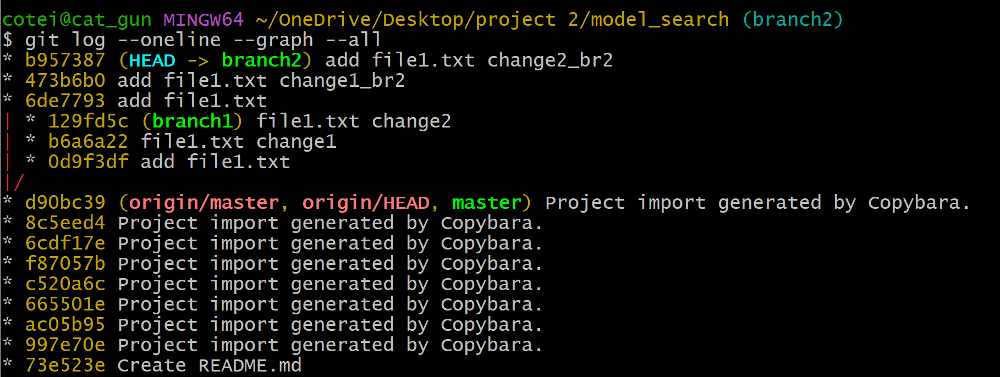 cotei@cat_gun MINGW64 ~/OneDrive/Desktop/project 2/model_search (branch2)
$ git log --oneline --graph --all
* b957387 (HEAD -> branch2) add file1.txt change2_br2
* 473b6b0 add file1.txt change1_br2
* 6de7793 add file1.txt
| * 129fd5c (branch1) file1.txt change2
| * b6a6a22 file1.txt change1
| * 0d9f3df add file1.txt
|/
* d90bc39 (origin/master, origin/HEAD, master) Project import generated by Copybara.
* 8c5eed4 Project import generated by Copybara.
* 6cdf17e Project import generated by Copybara.
* f87057b Project import generated by Copybara.
* c520a6c Project import generated by Copybara.
* 665501e Project import generated by Copybara.
* ac05b95 Project import generated by Copybara.
* 997e70e Project import generated by Copybara.
* 73e523e Create README.md